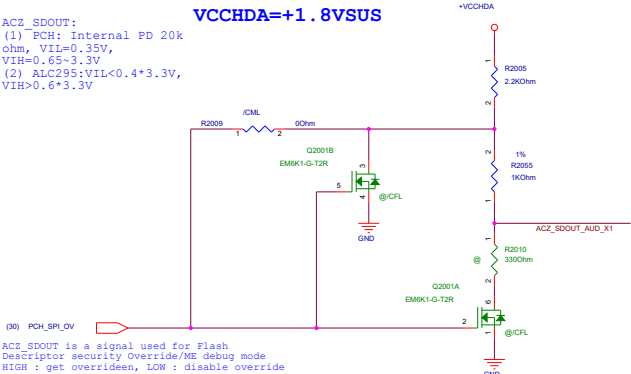 VCCHDA=+1.8VSUS
+VCCHDA
ACZ_SDOUT:
(1) PCH: Internal PD 20k
ohm, VIL=0.35V,
VIH=0.65~3.3V
(2) ALC295:VIL<0.4*3.3V,
VIH>0.6*3.3V
1
R2005
2.2KOhm
2
/CML
R2009
1
2
0Ohm
Q2001B
EM6K1-G-T2R
3
5
4
@/CFL
GND
2
1%
R2055
1KOhm
1
ACZ_SDOUT_AUD_X1
1
R2010
330Ohm
@
2
Q2001A
EM6K1-G-T2R
6
2
1
@/CFL
GND
(30) PCH_SPI_OV
ACZ_SDOUT is a signal used for Flash
Descriptor security Override/ME debug mode
HIGH : get overrideen, LOW : disable override